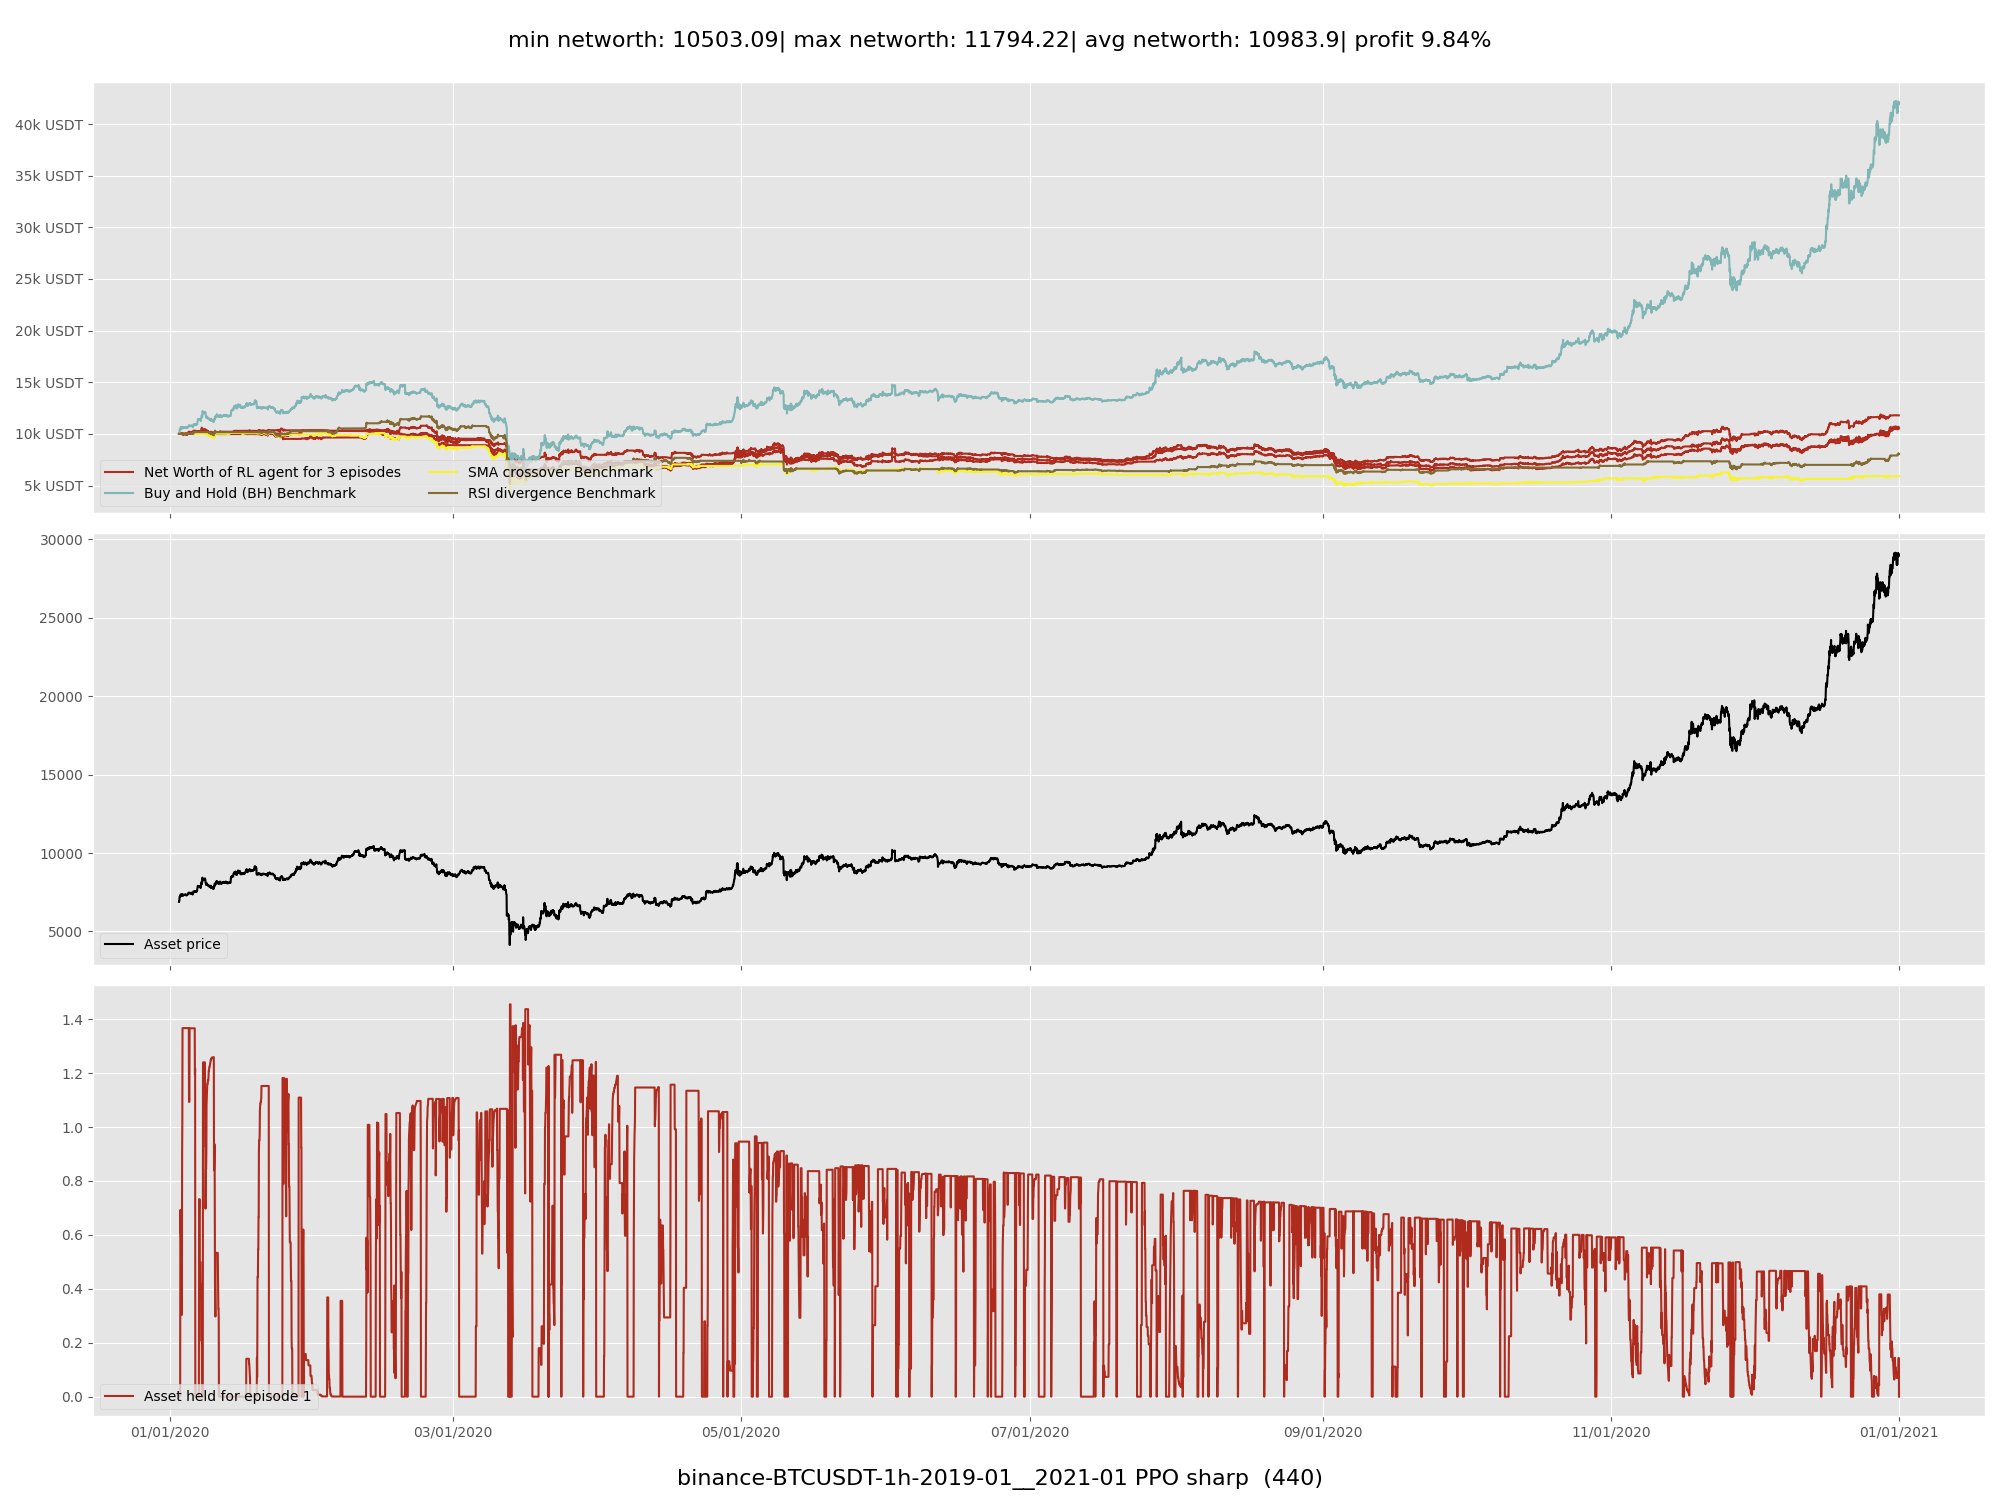 min networth: 10503.09| max networth: 11794.22| avg networth: 10983.9| profit 9.84%
40k USDT
35k USDT
30k USDT
25k USDT
20k USDT
15k USDT
10k USDT
5k USDT
Net Worth of RL agent for 3 episodes
Buy and Hold (BH) Benchmark
SMA crossover Benchmark
RSI divergence Benchmark
30000
25000
20000
15000
10000
5000
Asset price
1.4
1.2
1.0
0.8
0.6
0.4
0.2
0.0
Asset held for episode 1
01/01/2020 03/01/2020 05/01/2020 07/01/2020 09/01/2020 11/01/2020 01/01/2021
binance-BTCUSDT-1h-2019-01__2021-01 PPO sharp  (440)